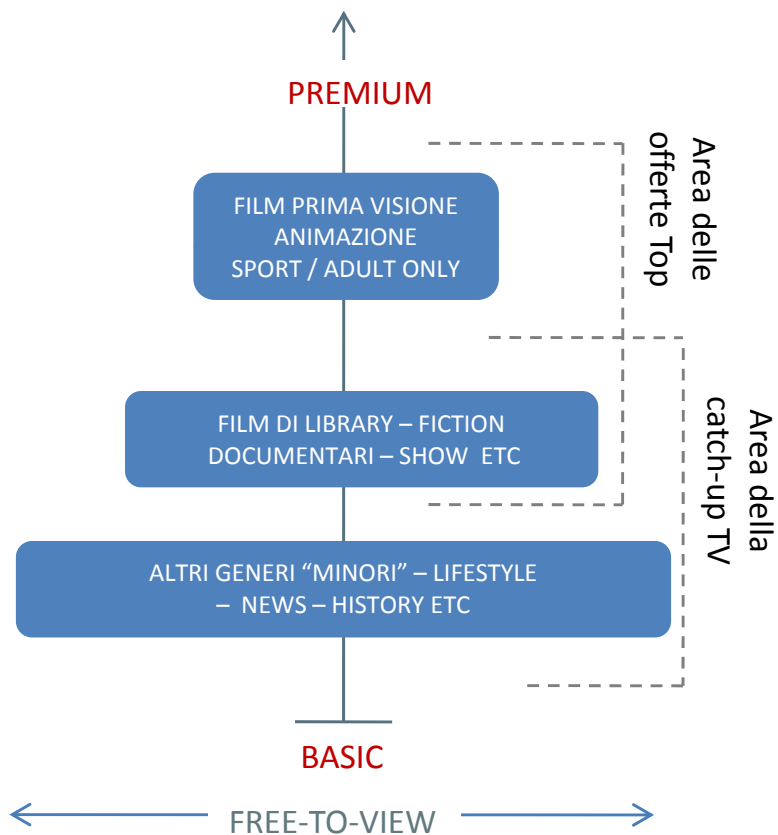 PREMIUM
FILM PRIMA VISIONE
ANIMAZIONE
SPORT / ADULT ONLY
Area delle
offerte Top
FILM DI LIBRARY – FICTION
DOCUMENTARI – SHOW ETC
Area della
catch-up TV
ALTRI GENERI “MINORI” – LIFESTYLE
– NEWS – HISTORY ETC
BASIC
FREE-TO-VIEW